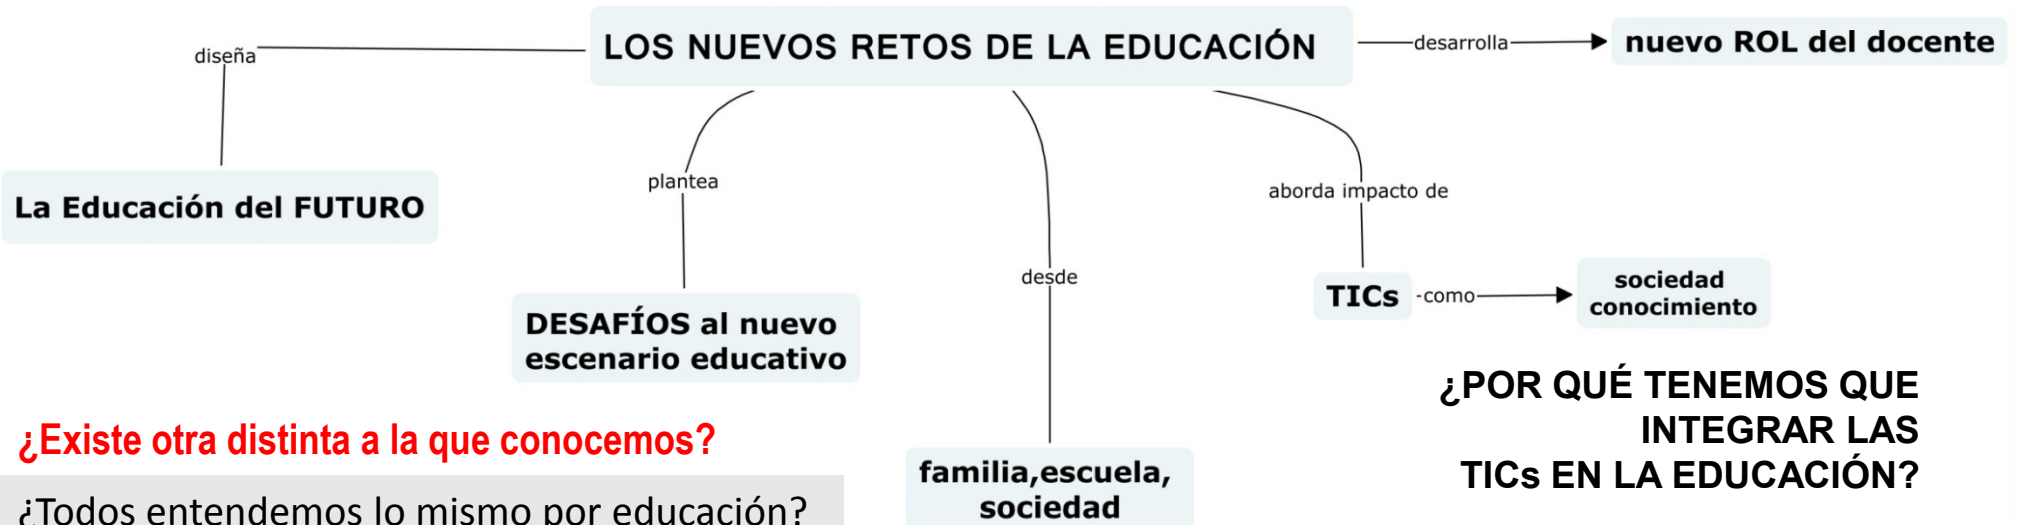 LOS NUEVOS RETOS DE LA EDUCACIÓN
desarrolla
nuevo ROL del docente
diseña
La Educación del FUTURO
plantea
DESAFÍOS al nuevo
escenario educativo
desde
familia,escuela,
sociedad
aborda impacto de
TICs
como
sociedad
conocimiento
¿POR QUÉ TENEMOS QUE
INTEGRAR LAS
TICs EN LA EDUCACIÓN?
¿Existe otra distinta a la que conocemos?
¿Todos entendemos lo mismo por educación?